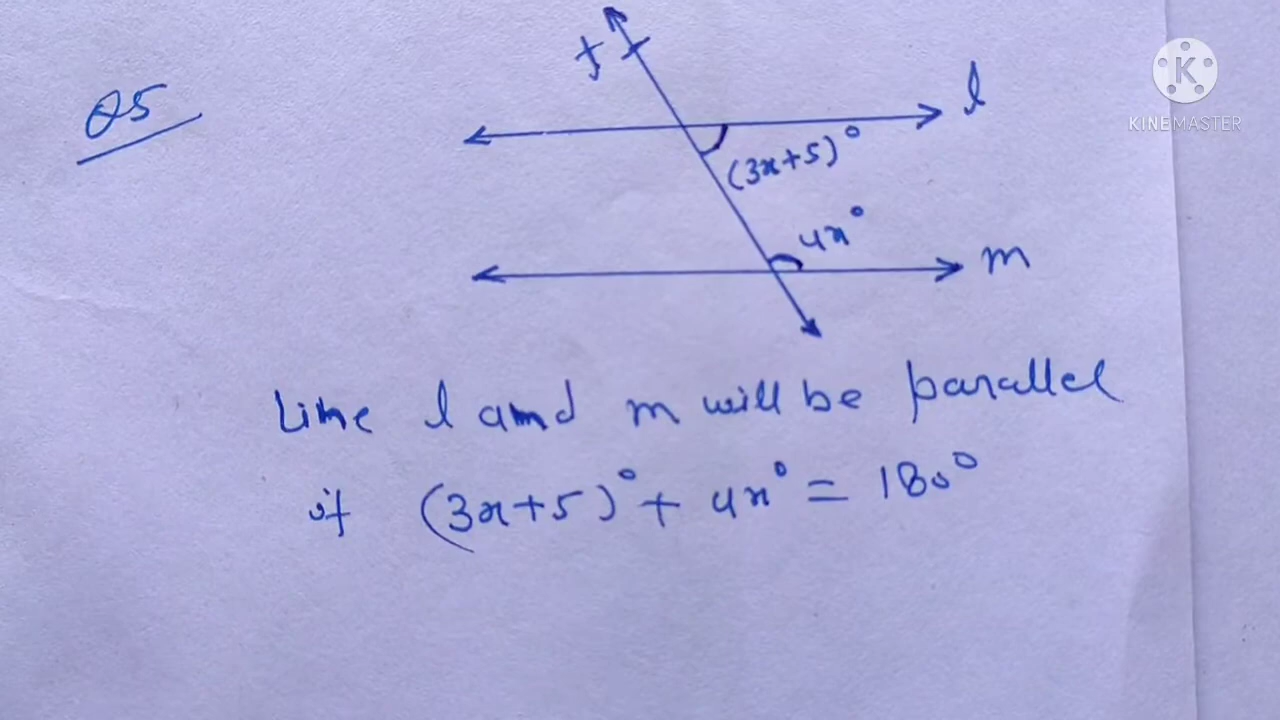 Q5
t
l
(3x+5)°
4x°
m
Line l and m will be parallel
if (3x+5)° + 4x° = 180°
K
KINEMASTER